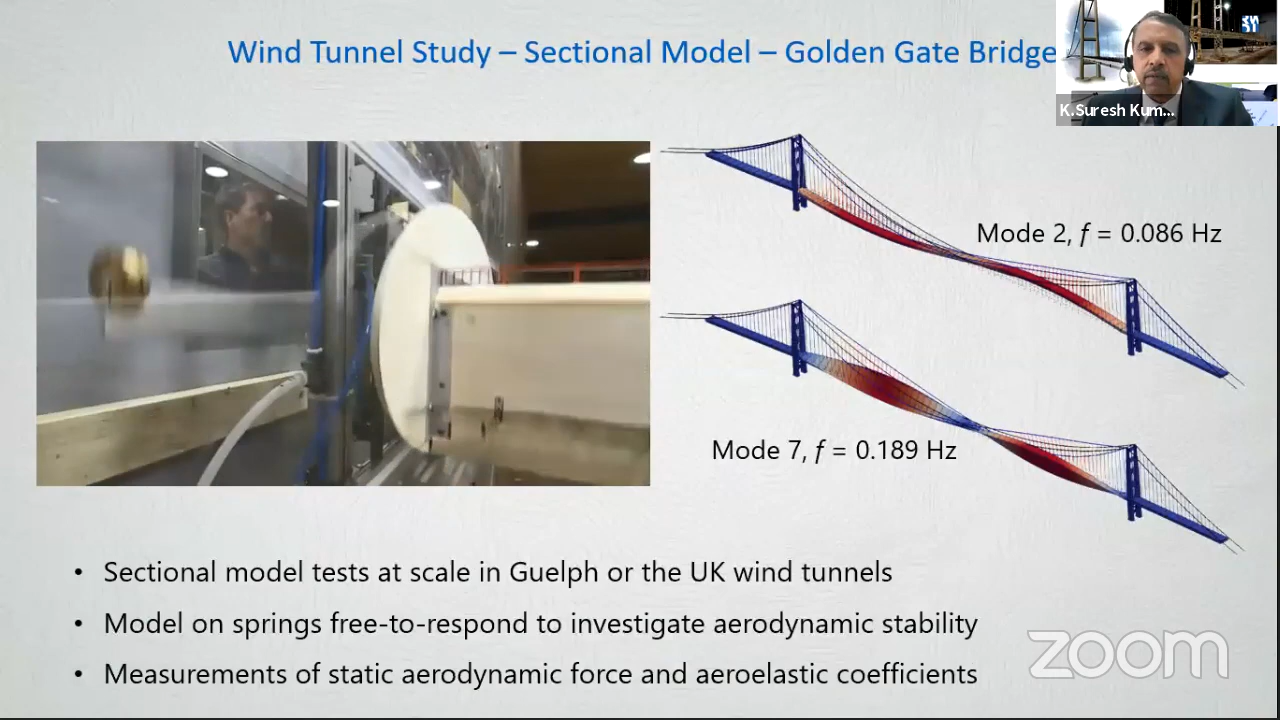 Wind Tunnel Study – Sectional Model – Golden Gate Bridge
K.Suresh Kum...
Mode 2, f = 0.086 Hz
Mode 7, f = 0.189 Hz
• Sectional model tests at scale in Guelph or the UK wind tunnels
• Model on springs free-to-respond to investigate aerodynamic stability
• Measurements of static aerodynamic force and aeroelastic coefficients
zoom